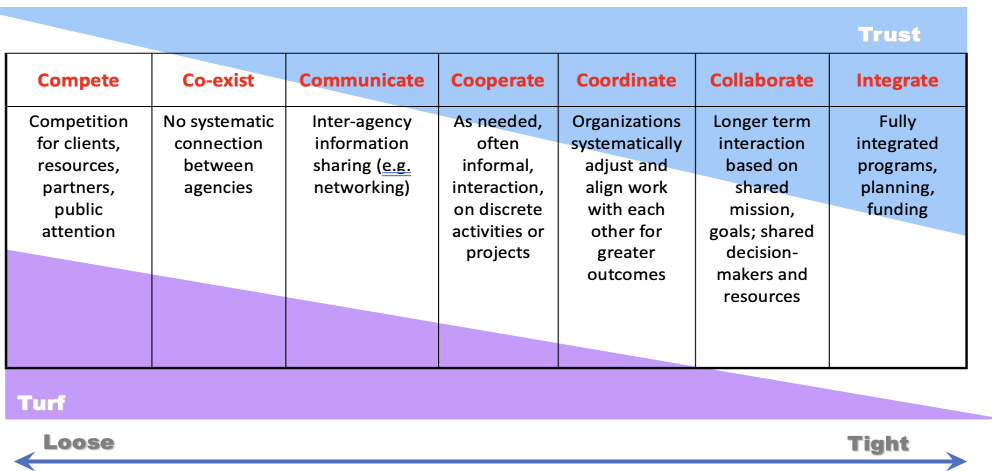 Trust
Compete
Co-exist
Communicate
Cooperate
Coordinate
Collaborate
Integrate
Competition
for clients,
resources,
partners,
public
attention
No systematic
connection
between
agencies
Inter-agency
information
sharing (e.g.
networking)
As needed,
often
informal,
interaction,
on discrete
activities or
projects
Organizations
systematically
adjust and
align work
with each
other for
greater
outcomes
Longer term
interaction
based on
shared
mission,
goals; shared
decision-
makers and
resources
Fully
integrated
programs,
planning,
funding
Turf
Loose
Tight